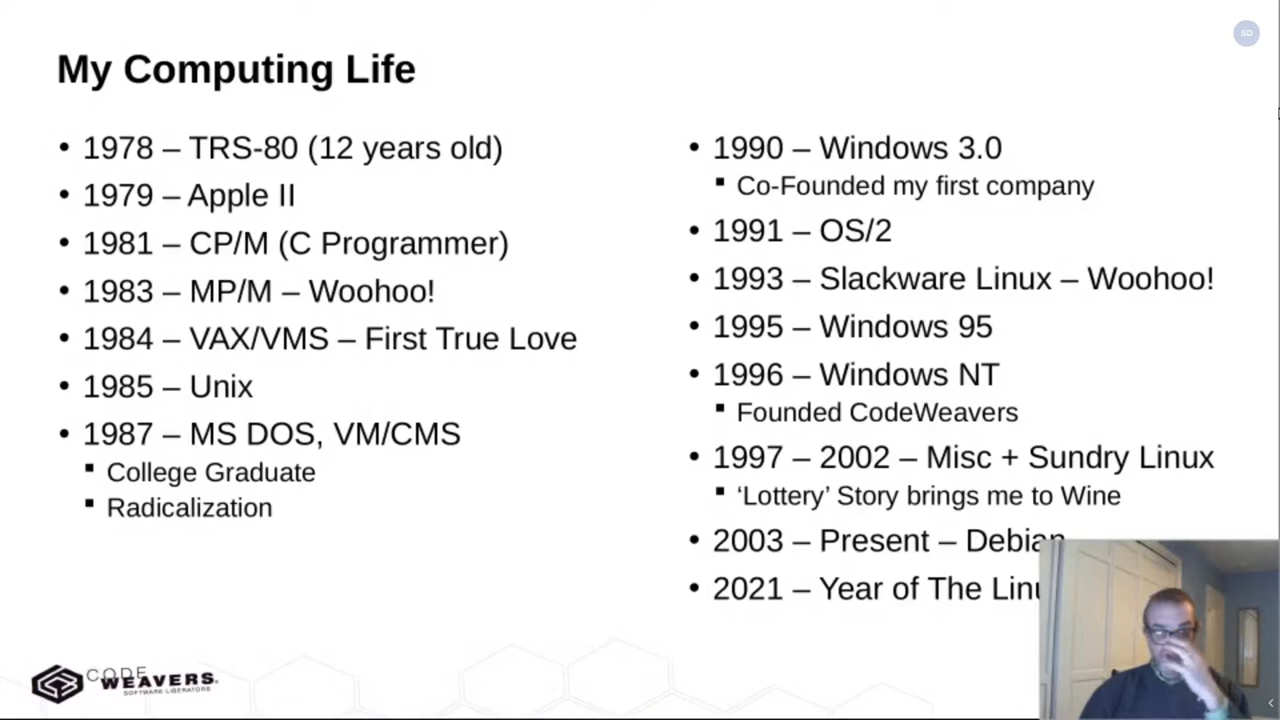 SD
My Computing Life
• 1978 – TRS-80 (12 years old)
• 1979 – Apple II
• 1981 – CP/M (C Programmer)
• 1983 – MP/M – Woohoo!
• 1984 – VAX/VMS – First True Love
• 1985 – Unix
• 1987 – MS DOS, VM/CMS
▪ College Graduate
▪ Radicalization
• 1990 – Windows 3.0
▪ Co-Founded my first company
• 1991 – OS/2
• 1993 – Slackware Linux – Woohoo!
• 1995 – Windows 95
• 1996 – Windows NT
▪ Founded CodeWeavers
• 1997 – 2002 – Misc + Sundry Linux
▪ ‘Lottery’ Story brings me to Wine
• 2003 – Present – Debian
• 2021 – Year of The
CODE
WEAVERS.
SOFTWARE LIBERATORS